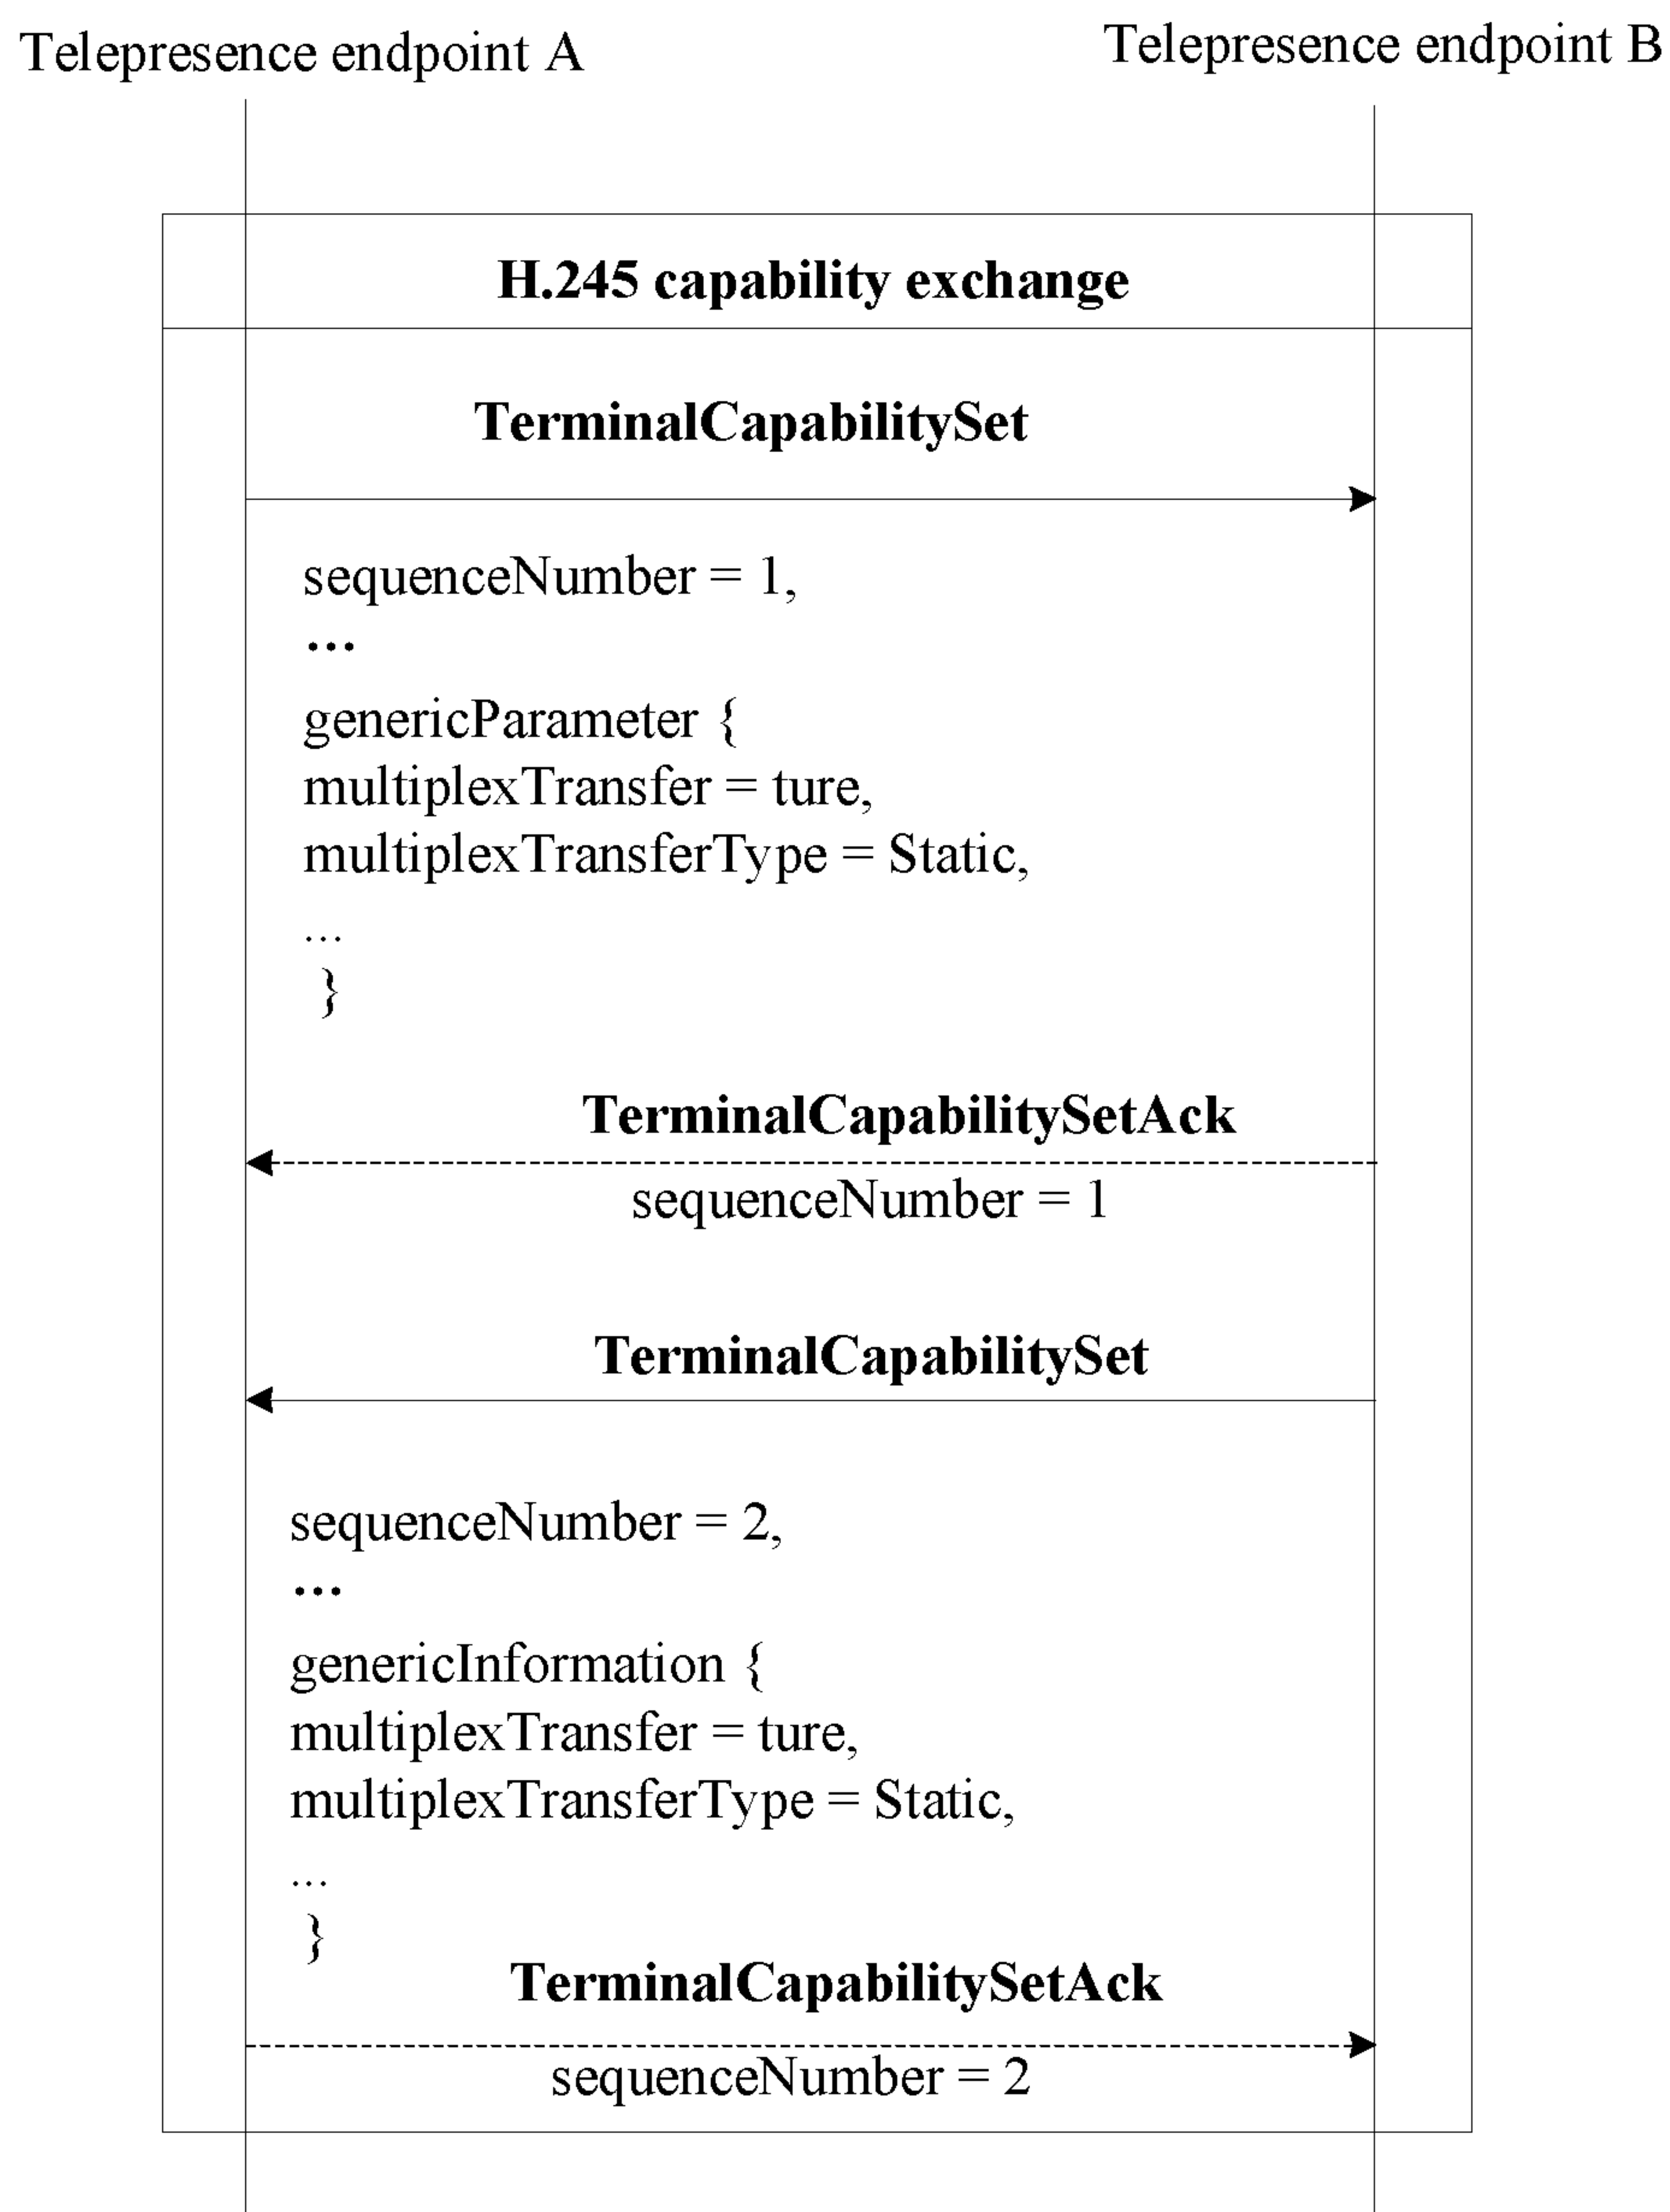 Telepresence endpoint A
Telepresence endpoint B
H.245 capability exchange
TerminalCapabilitySet
sequenceNumber = 1,
...
genericParameter {
multiplexTransfer = ture,
multiplexTransferType = Static,
...
}
TerminalCapabilitySetAck
sequenceNumber = 1
TerminalCapabilitySet
sequenceNumber = 2,
...
genericInformation {
multiplexTransfer = ture,
multiplexTransferType = Static,
...
}
TerminalCapabilitySetAck
sequenceNumber = 2